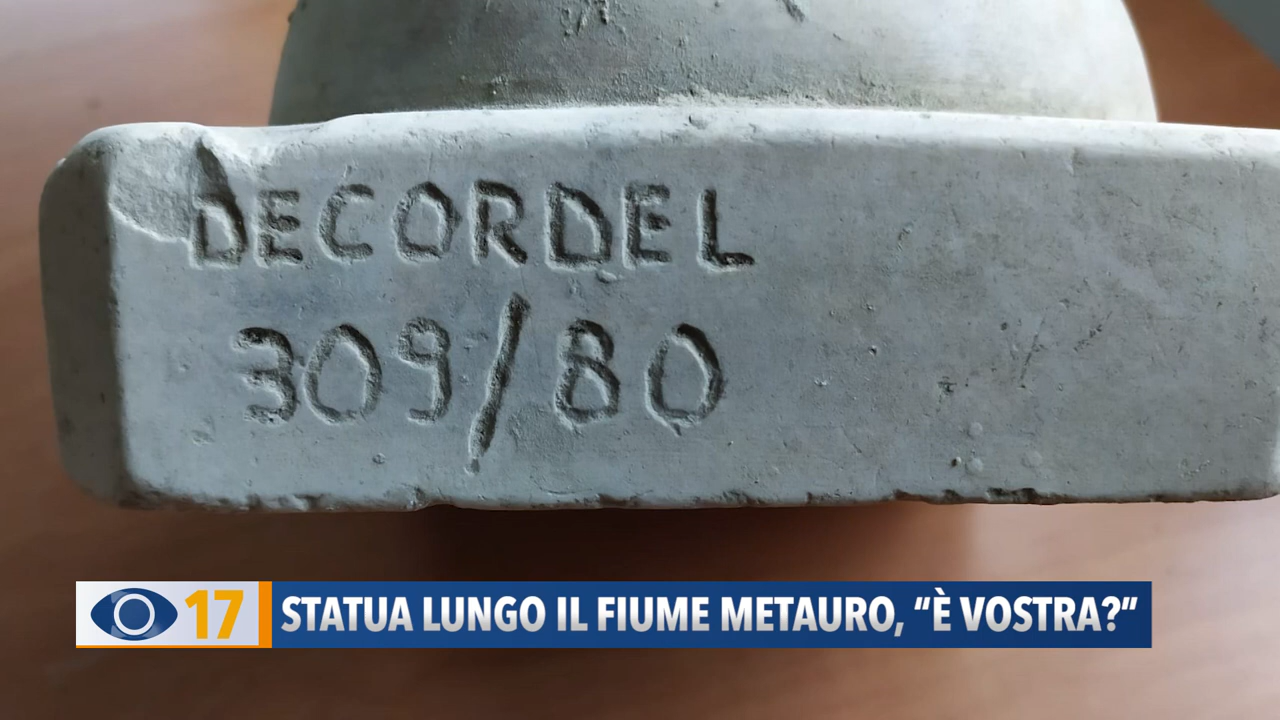 DECORDEL
309/80
17
STATUA LUNGO IL FIUME METAURO, “È VOSTRA?”